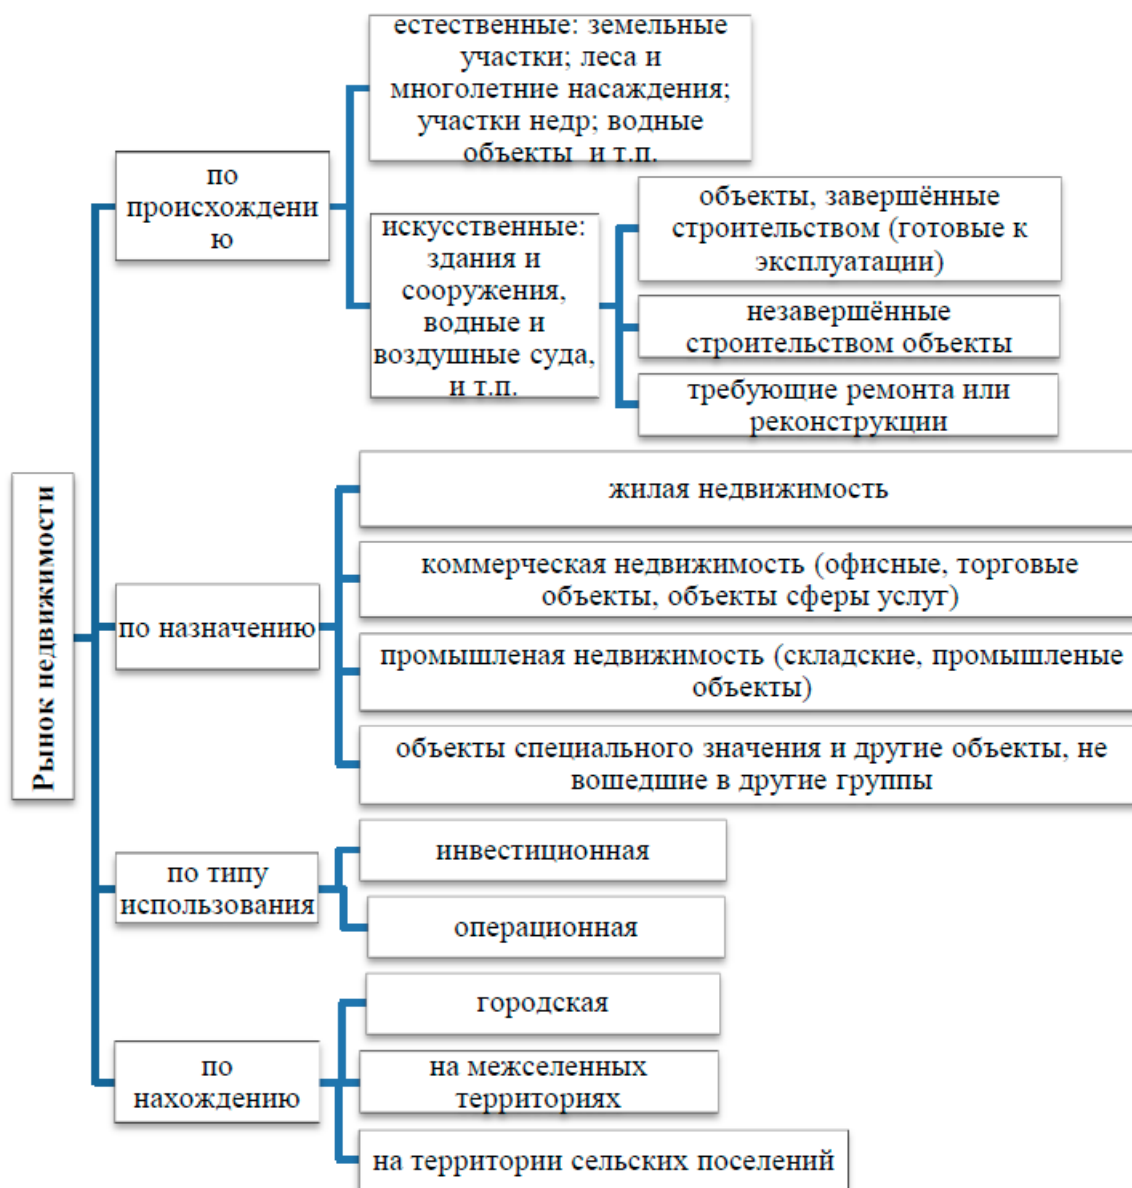 Рынок недвижимости
по
происхождени
ю
естественные: земельные
участки; леса и
многолетние насаждения;
участки недр; водные
объекты и т.п.
искусственные:
здания и
сооружения,
водные и
воздушные суда,
и т.п.
объекты, завершённые
строительством (готовые к
эксплуатации)
незавершённые
строительством объекты
требующие ремонта или
реконструкции
по назначению
жилая недвижимость
коммерческая недвижимость (офисные, торговые
объекты, объекты сферы услуг)
промышленая недвижимость (складские, промышленые
объекты)
объекты специального значения и другие объекты, не
вошедшие в другие группы
по типу
использования
инвестиционная
операционная
по
нахождению
городская
на межселенных
территориях
на территории сельских поселений